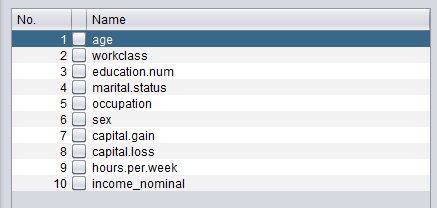 No. Name
1 age
2 workclass
3 education.num
4 marital.status
5 occupation
6 sex
7 capital.gain
8 capital.loss
9 hours.per.week
10 income_nominal